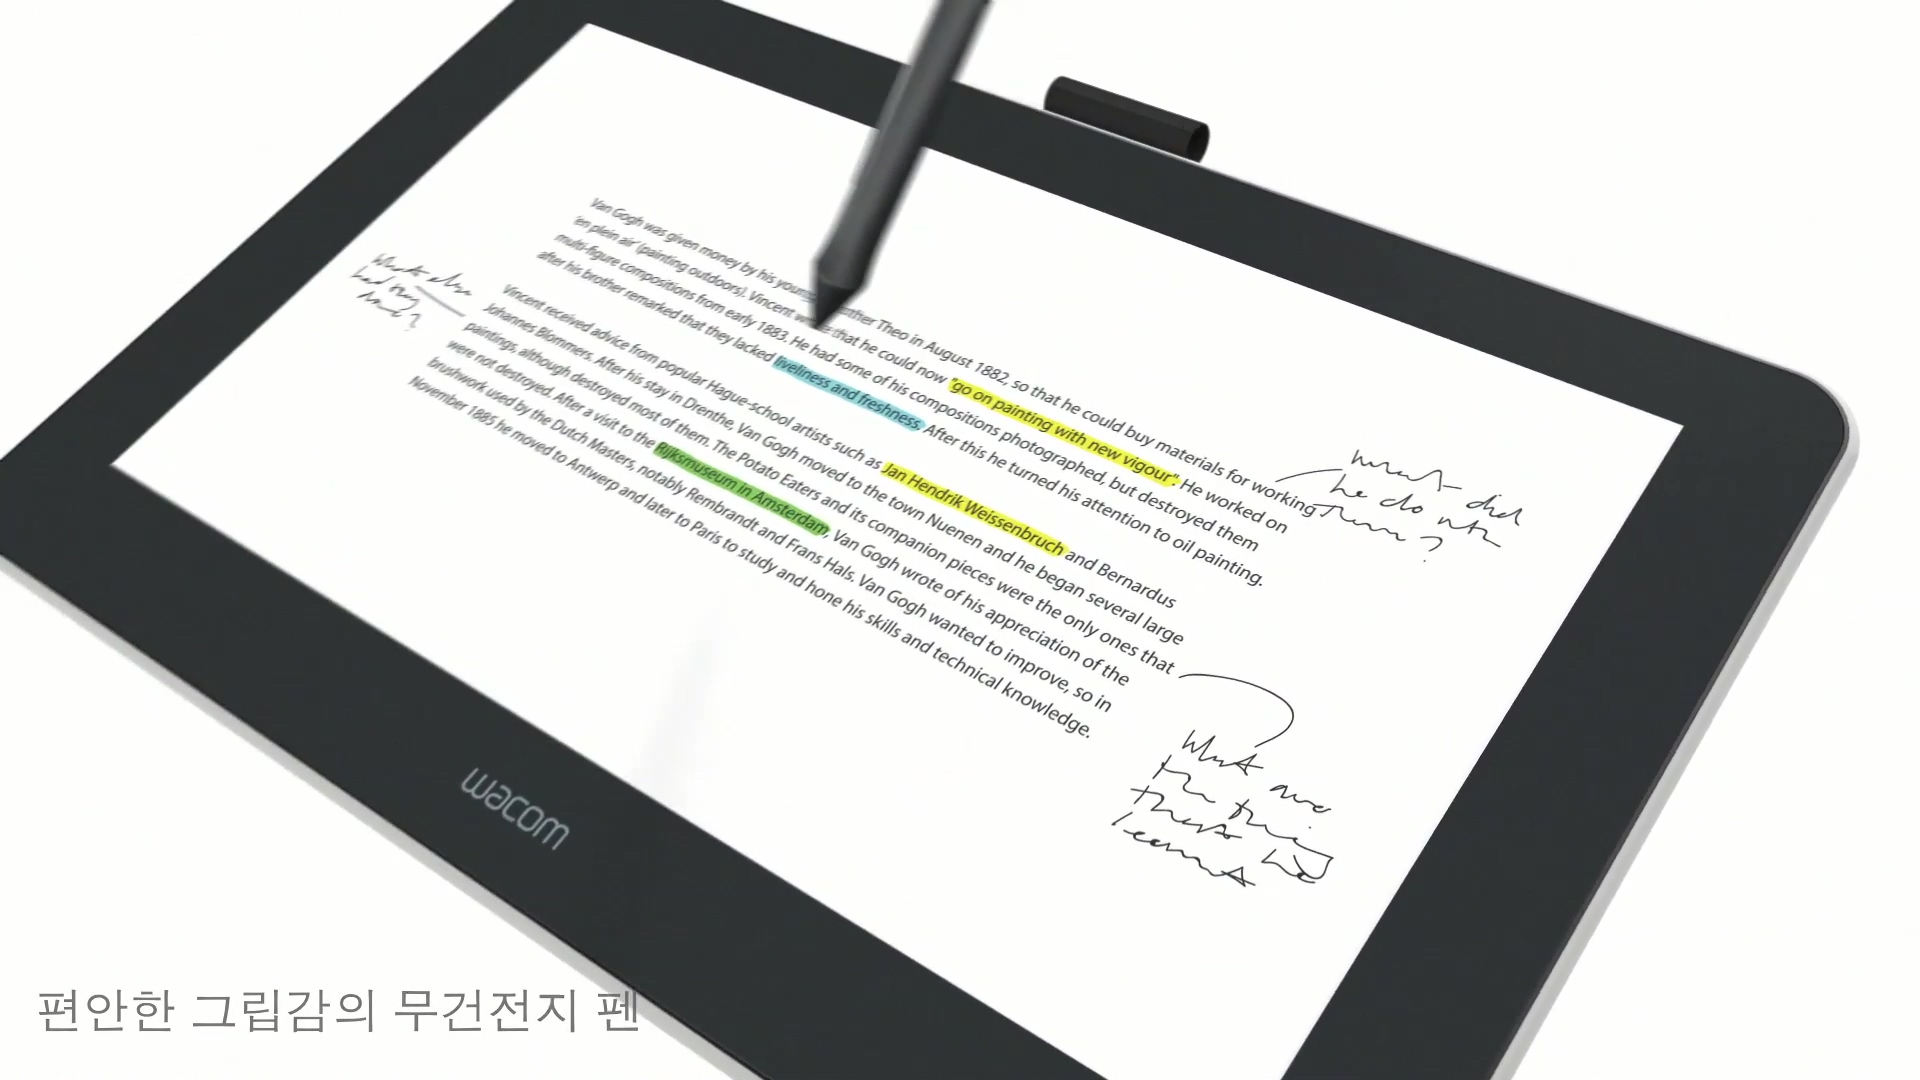 Van Gogh was given money by his young ther Theo in August 1882, so that he could buy materials for working
'en plein air' (painting outdoors). Vincent that he could now "go on painting with new vigour". He worked on
multi-figure compositions from early 1883. He had some of his compositions photographed, but destroyed them
after his brother remarked that they lacked liveliness and freshness. After this he turned his attention to oil painting.
Vincent received advice from popular Hague-school artists such as Jan Hendrik Weissenbruch and Bernardus
Johannes Blommers. After his stay in Drenthe, Van Gogh moved to the town Nuenen and he began several large
paintings, although destroyed most of them. The Potato Eaters and its companion pieces were the only ones that
were not destroyed. After a visit to the Rijksmuseum in Amsterdam, Van Gogh wrote of his appreciation of the
brushwork used by the Dutch Masters, notably Rembrandt and Frans Hals. Van Gogh wanted to improve, so in
November 1885 he moved to Antwerp and later to Paris to study and hone his skills and technical knowledge.
What else
had they
what did
he do with
them?
What are
the things
that he
learnt
wacom
편안한 그립감의 무건전지 펜